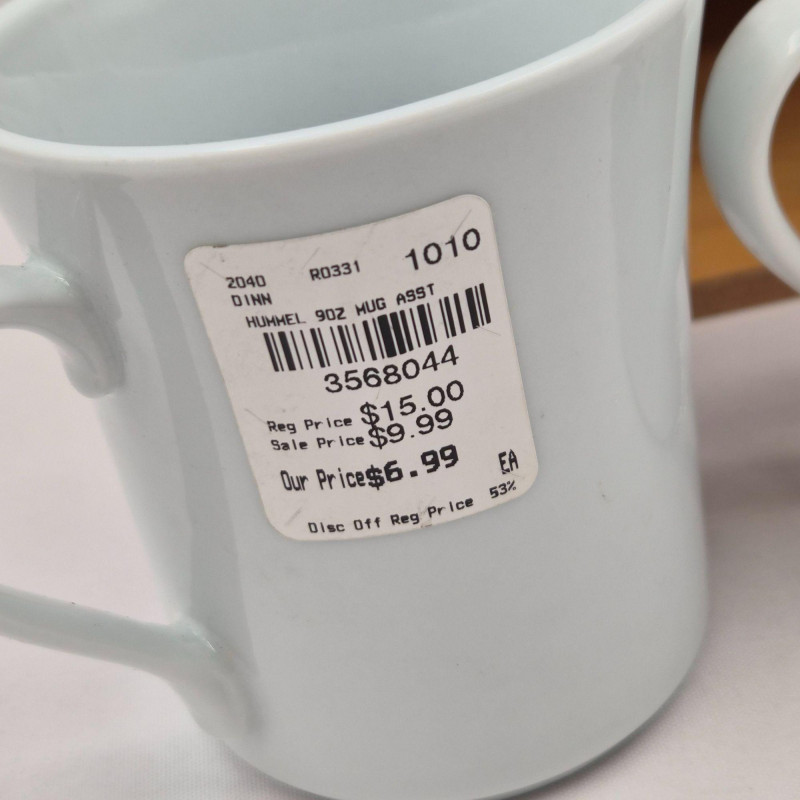 2040 R0331 1010
DINN
HUMMEL 9OZ MUG ASST
3568044
Reg Price $15.00
Sale Price $9.99
Our Price $6.99 EA
Disc Off Reg Price 53%